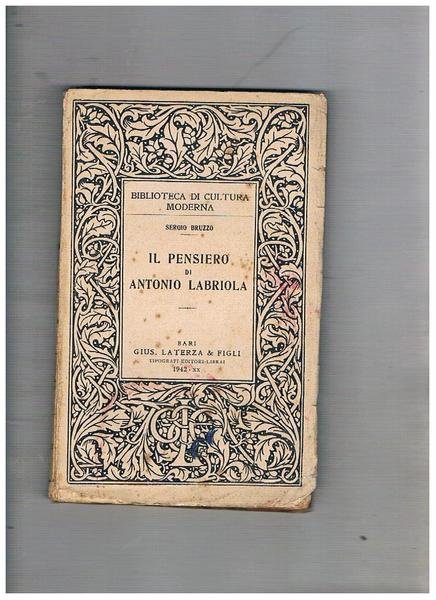 BIBLIOTECA DI CULTURA
MODERNA
SERGIO BRUZZO
IL PENSIERO
DI
ANTONIO LABRIOLA
BARI
GIUS. LATERZA & FIGLI
TIPOGRAFI-EDITORI-LIBRAI
1942-XX